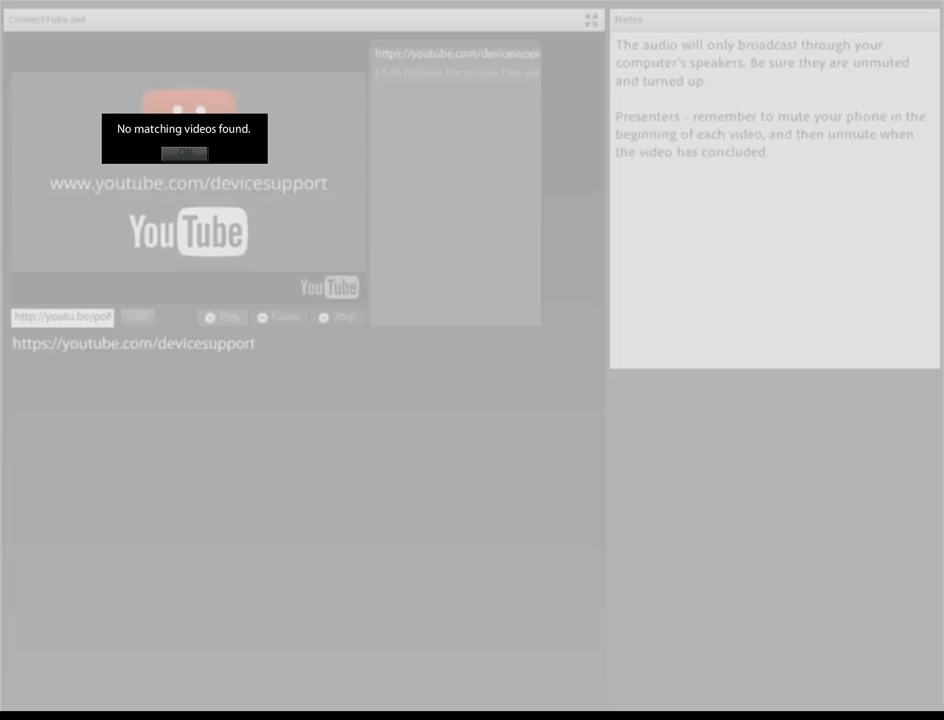 ConnectTube.swf
https://youtube.com/devicesupp
No matching videos found.
OK
www.youtube.com/devicesupport
YouTube
YouTube
http://youtu.be/po
Play
Pause
Stop
https://youtube.com/devicesupport
Notes
The audio will only broadcast through your
computer's speakers. Be sure they are unmuted
and turned up.
Presenters - remember to mute your phone in the
beginning of each video, and then unmute when
the video has concluded.